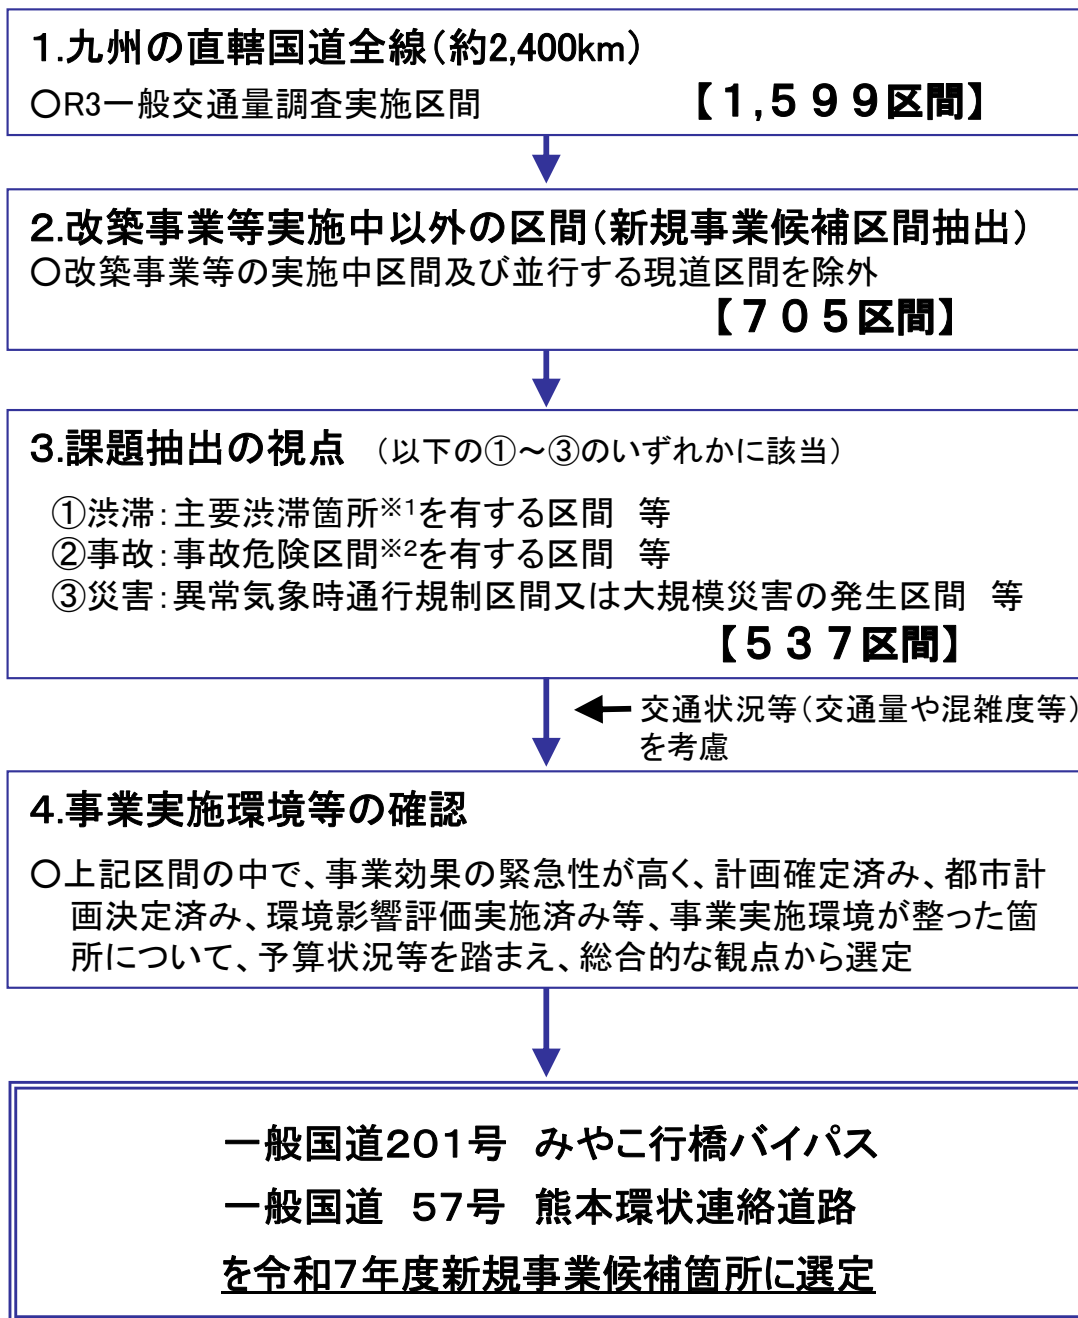 1.九州の直轄国道全線（約2,400km）
○R3一般交通量調査実施区間 【1,599区間】
2.改築事業等実施中以外の区間（新規事業候補区間抽出）
○改築事業等の実施中区間及び並行する現道区間を除外
【705区間】
3.課題抽出の視点 （以下の①～③のいずれかに該当）
①渋滞：主要渋滞箇所※1を有する区間 等
②事故：事故危険区間※2を有する区間 等
③災害：異常気象時通行規制区間又は大規模災害の発生区間 等
【537区間】
交通状況等（交通量や混雑度等）
を考慮
4.事業実施環境等の確認
○上記区間の中で、事業効果の緊急性が高く、計画確定済み、都市計
画決定済み、環境影響評価実施済み等、事業実施環境が整った箇
所について、予算状況等を踏まえ、総合的な観点から選定
一般国道201号 みやこ行橋バイパス
一般国道 57号 熊本環状連絡道路
を令和7年度新規事業候補箇所に選定